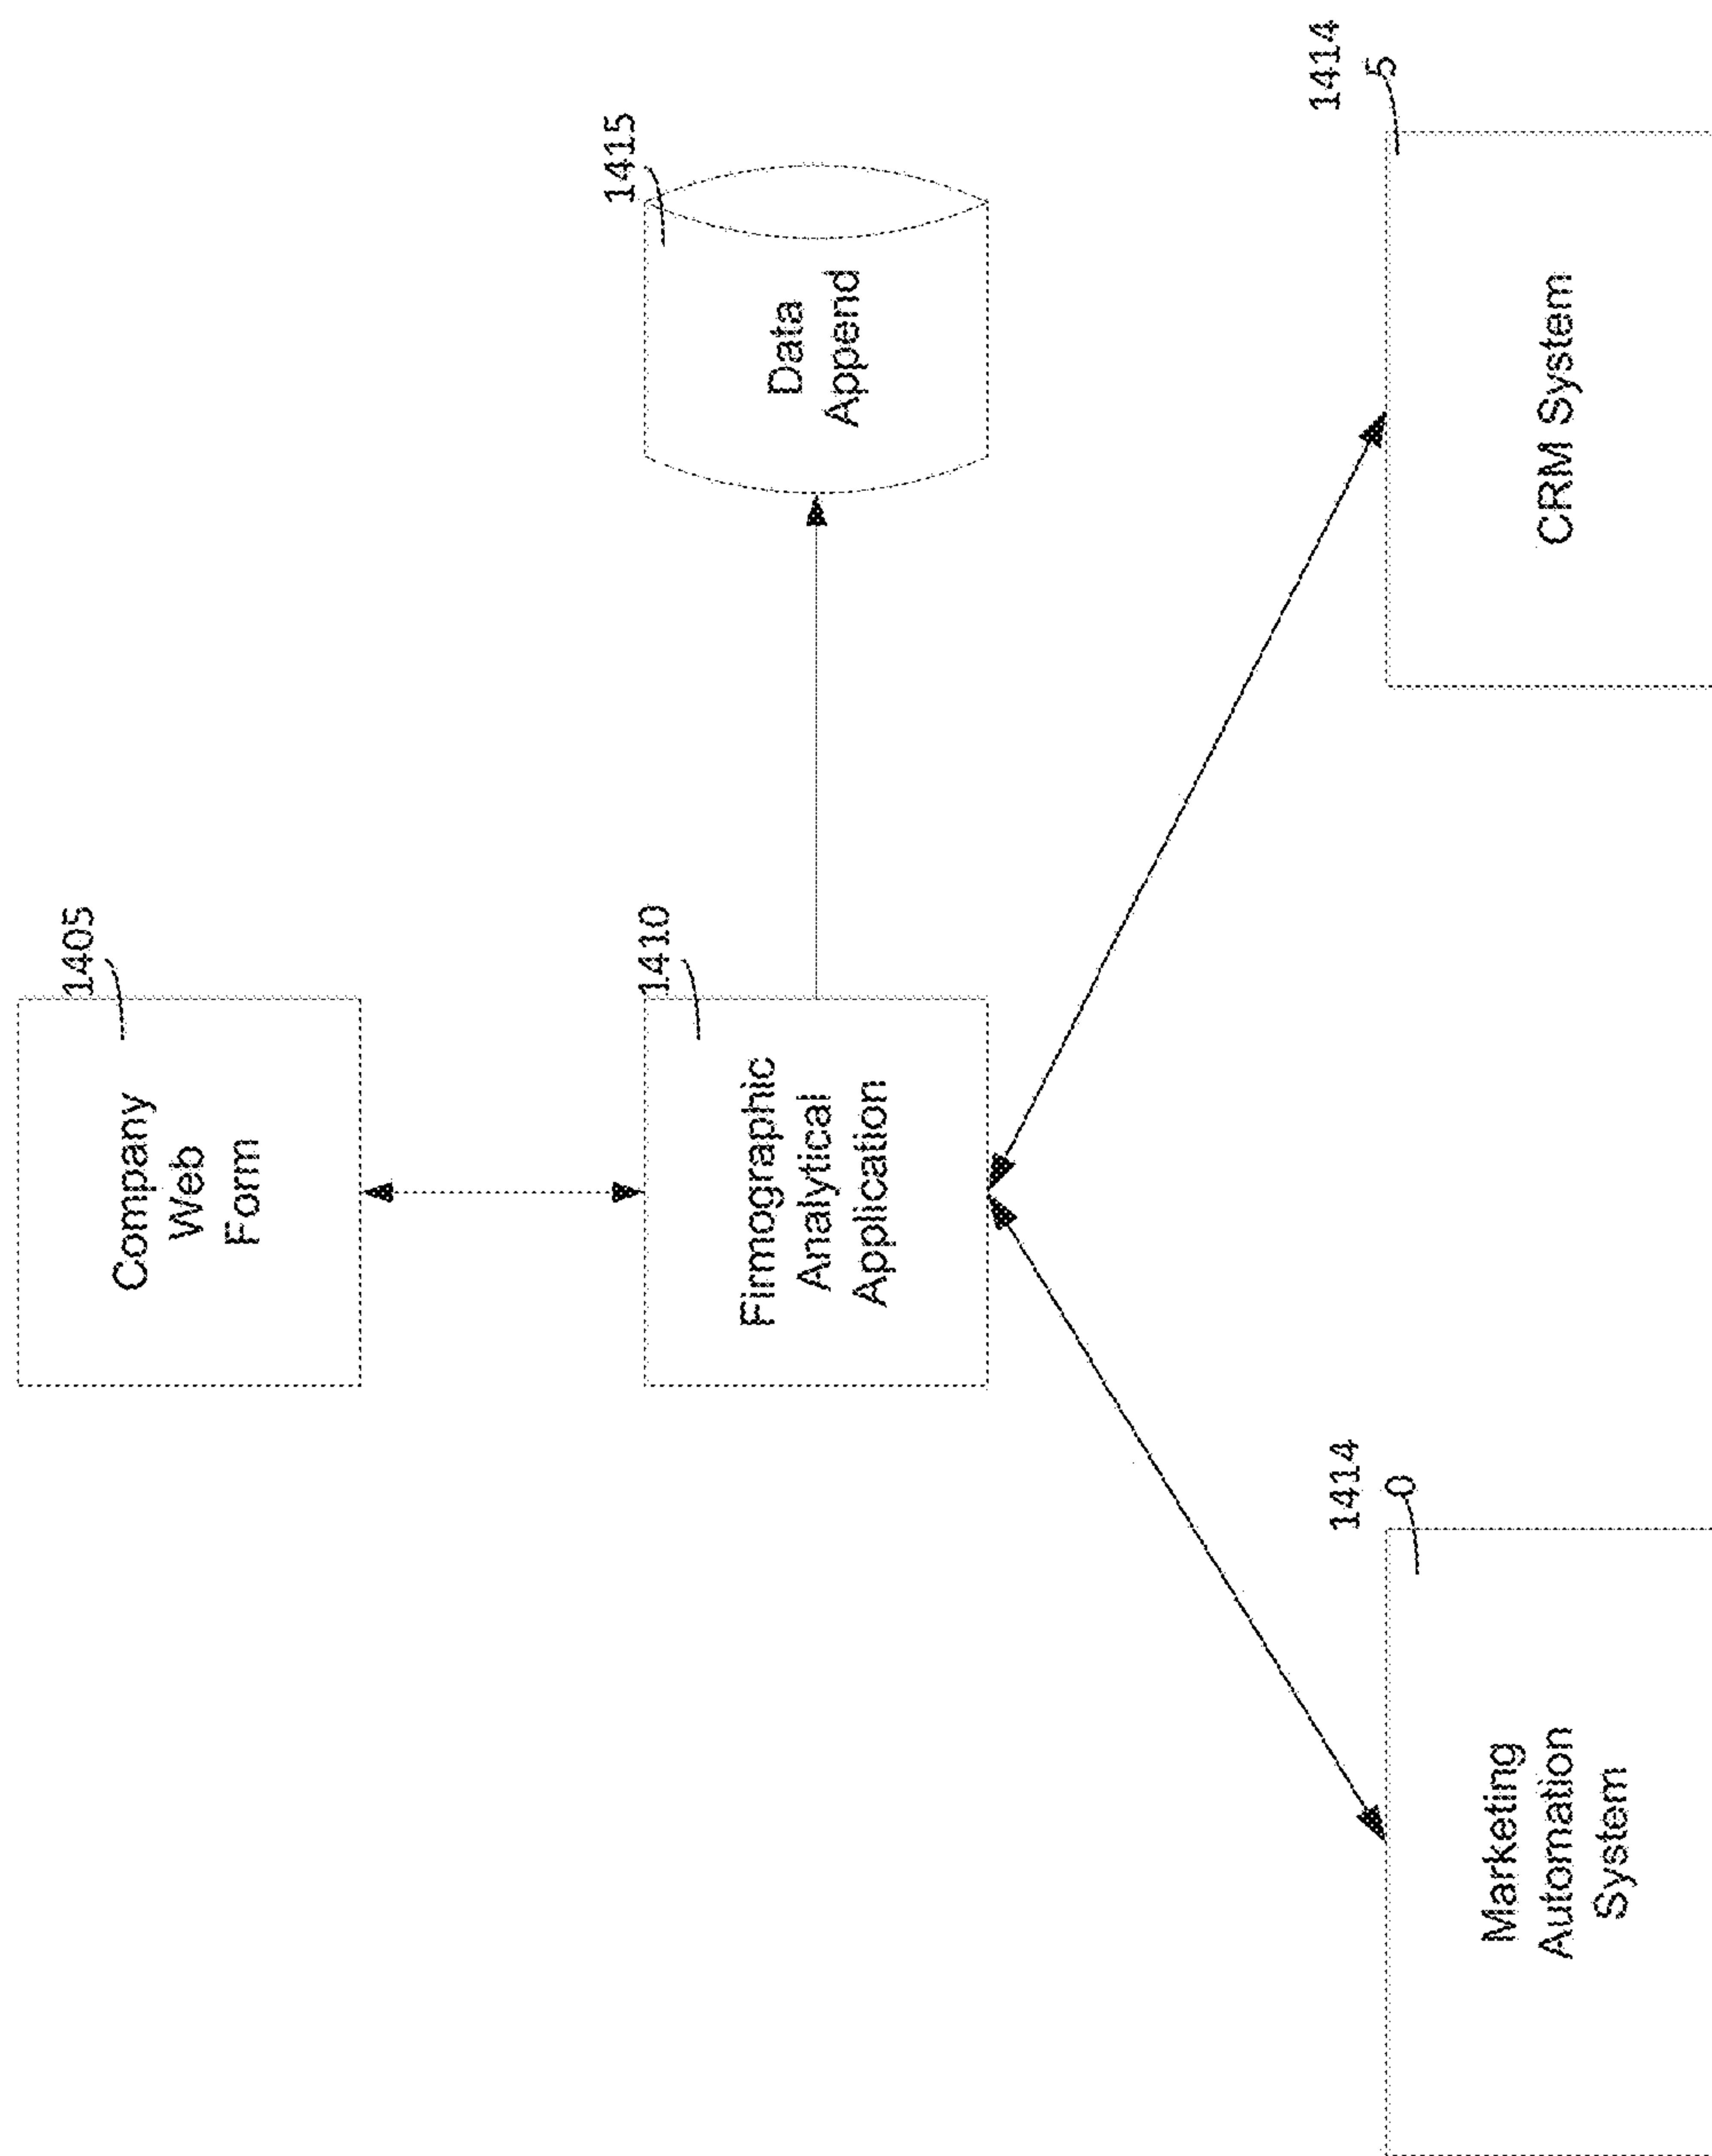 1405
Company
Web
Form
1410
Firmographic
Analytical
Application
1415
Data
Append
1414
0
Marketing
Automation
System
1414
5
CRM System